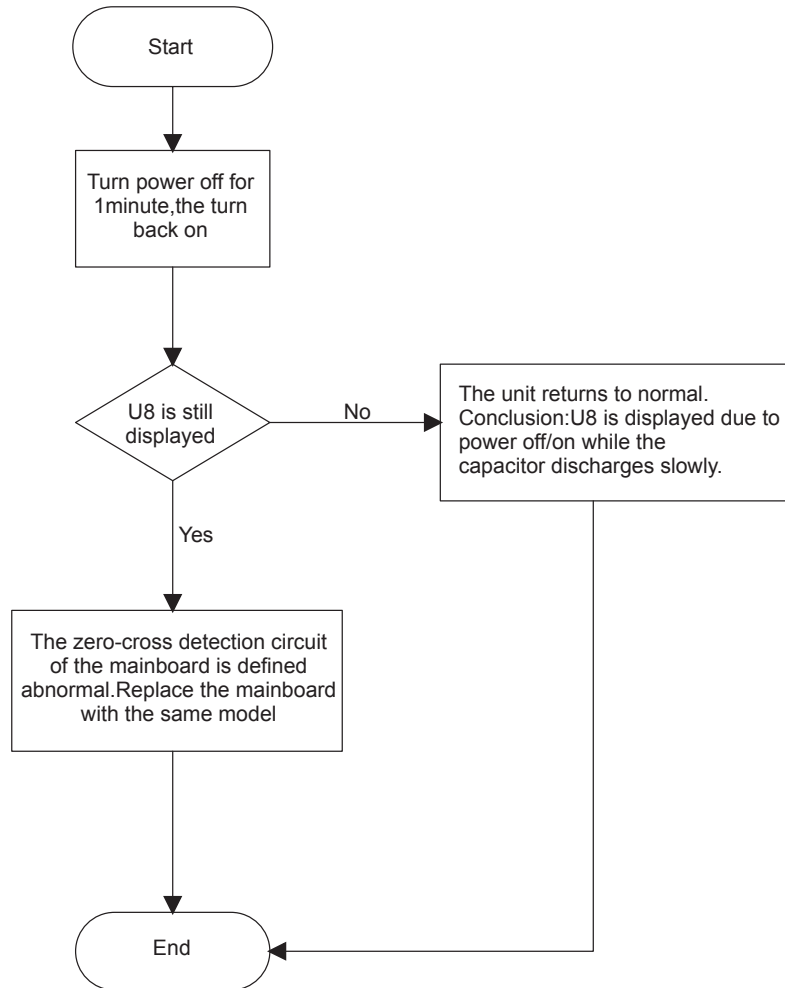 Start
Turn power off for
1minute,the turn
back on
U8 is still
displayed
No
The unit returns to normal.
Conclusion:U8 is displayed due to
power off/on while the
capacitor discharges slowly.
Yes
The zero-cross detection circuit
of the mainboard is defined
abnormal.Replace the mainboard
with the same model
End